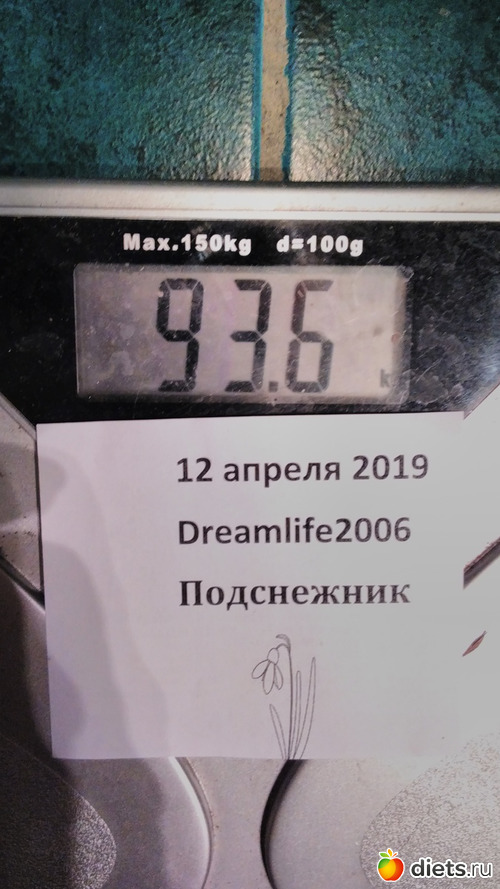 Max.150kg d=100g
93.6
k
12 апреля 2019
Dreamlife2006
Подснежник
diets.ru